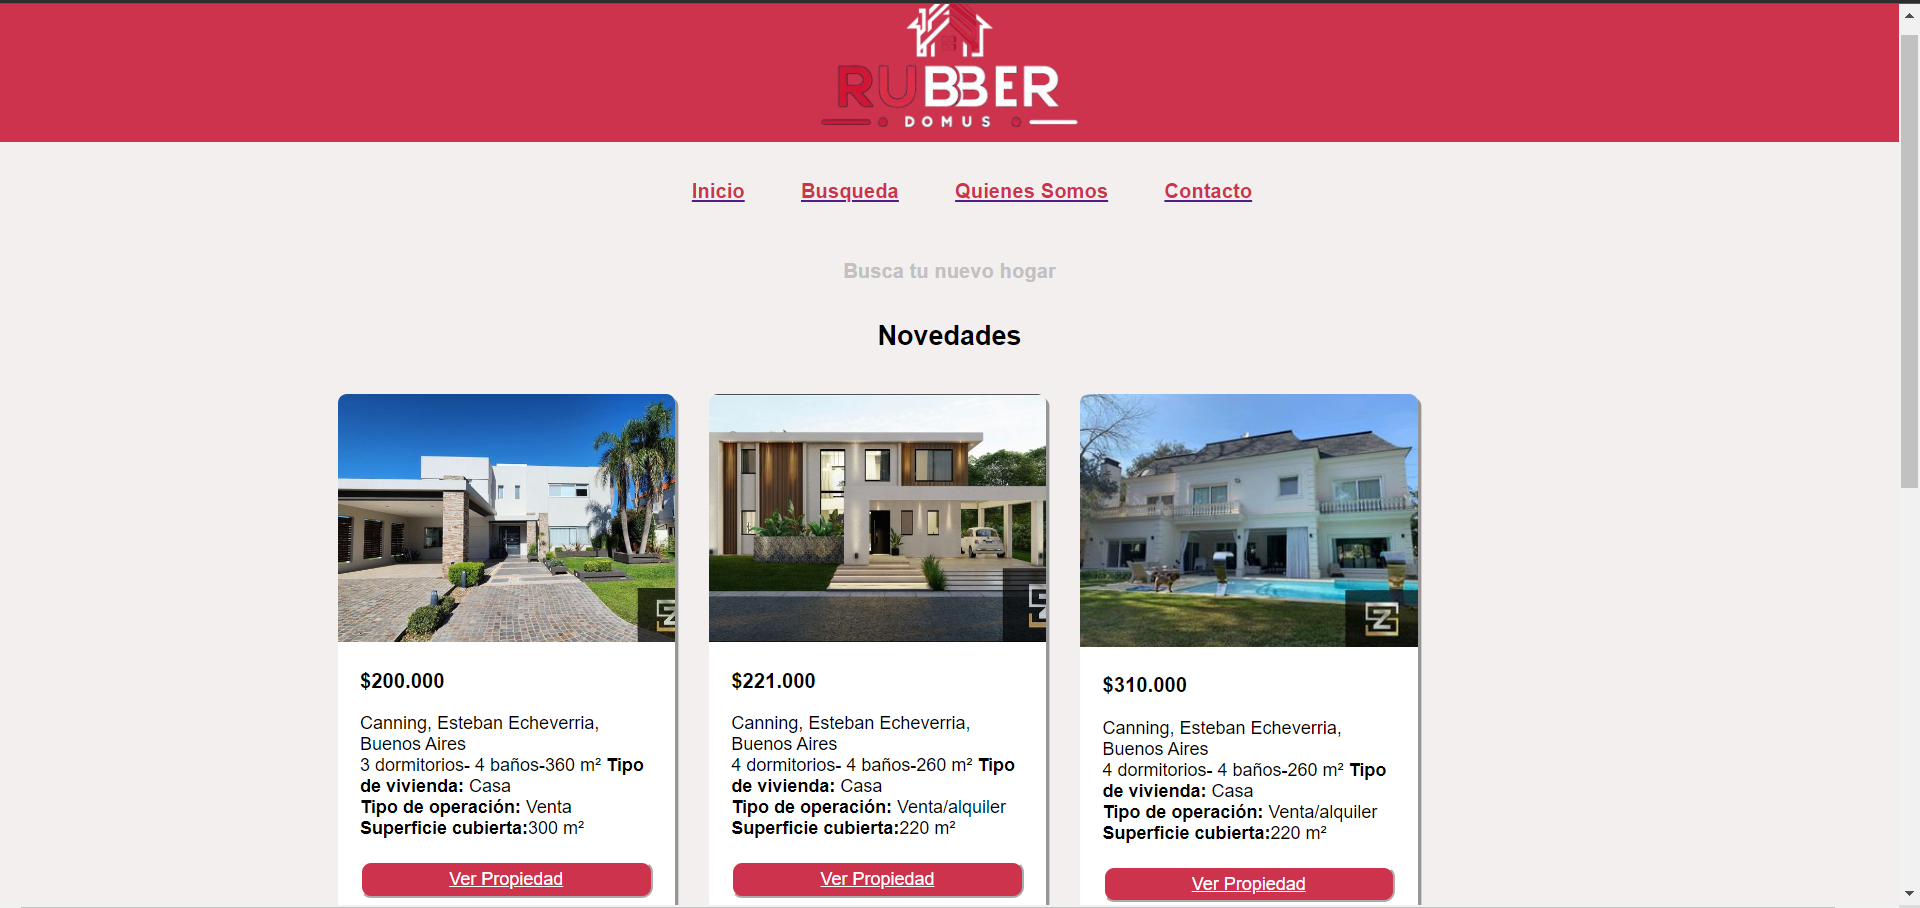 RUBBER
DOMUS
Inicio Busqueda Quienes Somos Contacto
Busca tu nuevo hogar
Novedades
$200.000
Canning, Esteban Echeverria,
Buenos Aires
3 dormitorios- 4 baños-360 m² Tipo
de vivienda: Casa
Tipo de operación: Venta
Superficie cubierta:300 m²
Ver Propiedad
$221.000
Canning, Esteban Echeverria,
Buenos Aires
4 dormitorios- 4 baños-260 m² Tipo
de vivienda: Casa
Tipo de operación: Venta/alquiler
Superficie cubierta:220 m²
Ver Propiedad
$310.000
Canning, Esteban Echeverria,
Buenos Aires
4 dormitorios- 4 baños-260 m² Tipo
de vivienda: Casa
Tipo de operación: Venta/alquiler
Superficie cubierta:220 m²
Ver Propiedad